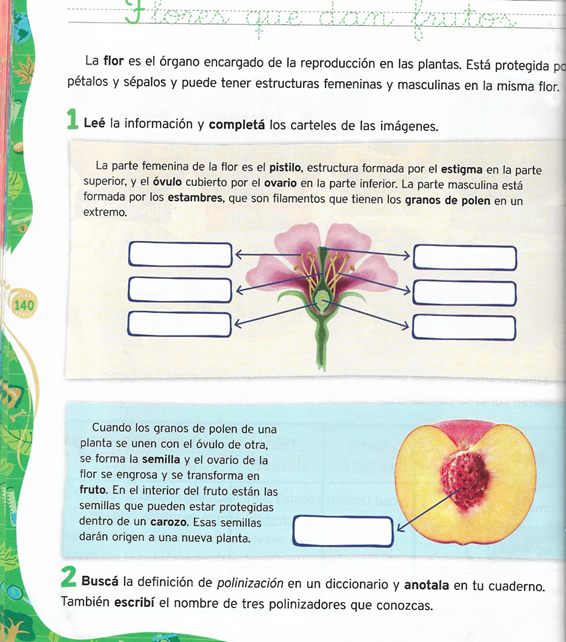 Flores que dan frutos
La flor es el órgano encargado de la reproducción en las plantas. Está protegida
pétalos y sépalos y puede tener estructuras femeninas y masculinas en la misma flor.
1 Leé la información y completá los carteles de las imágenes.
La parte femenina de la flor es el pistilo, estructura formada por el estigma en la parte
superior, y el óvulo cubierto por el ovario en la parte inferior. La parte masculina está
formada por los estambres, que son filamentos que tienen los granos de polen en un
extremo.
140
Cuando los granos de polen de una
planta se unen con el óvulo de otra,
se forma la semilla y el ovario de la
flor se engrosa y se transforma en
fruto. En el interior del fruto están las
semillas que pueden estar protegidas
dentro de un carozo. Esas semillas
darán origen a una nueva planta.
2 Buscá la definición de polinización en un diccionario y anotala en tu cuaderno.
También escribí el nombre de tres polinizadores que conozcas.